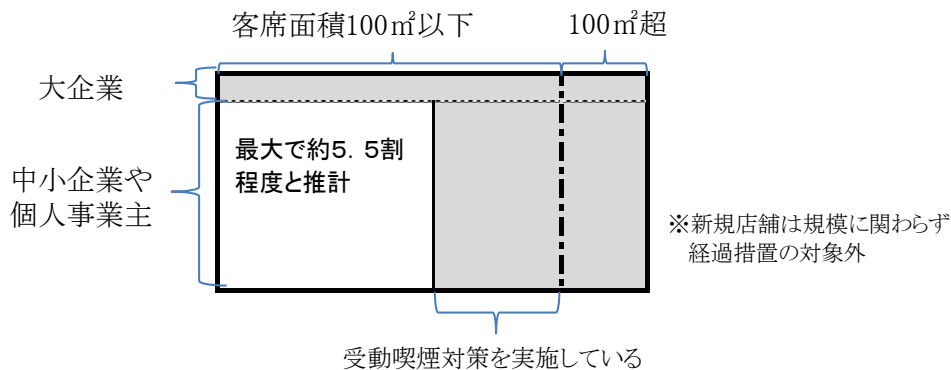 客席面積100㎡以下
100㎡超
大企業
最大で約5．5割
程度と推計
中小企業や
個人事業主
※新規店舗は規模に関わらず
経過措置の対象外
受動喫煙対策を実施している